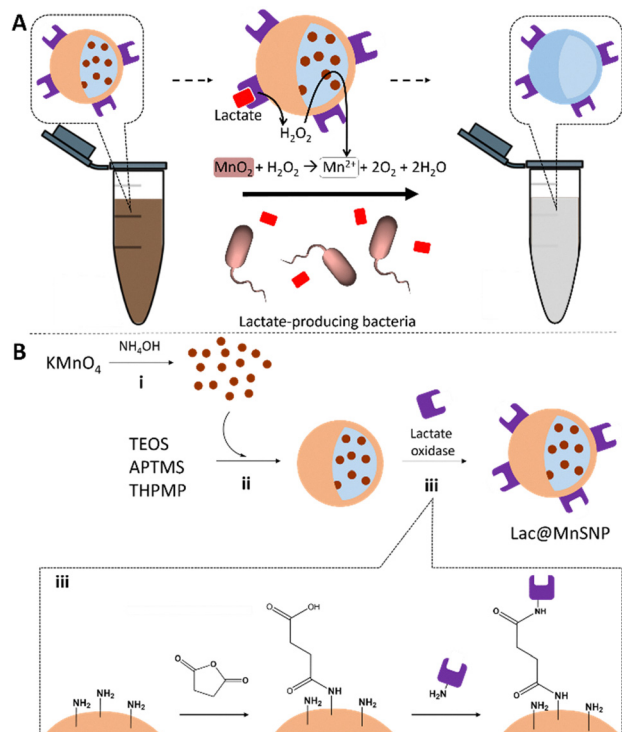 A
Lactate
H₂O₂
MnO₂ + H₂O₂ → Mn²⁺ + 2O₂ + 2H₂O
Lactate-producing bacteria
B
KMnO₄
NH₄OH
i
TEOS
APTMS
THPMP
ii
Lactate
oxidase
iii
Lac@MnSNP
iii
NH₂
NH₂
NH₂
O
O
O
O
OH
O
NH
NH₂
NH₂
H₂N
O
NH
O
NH
NH₂
NH₂